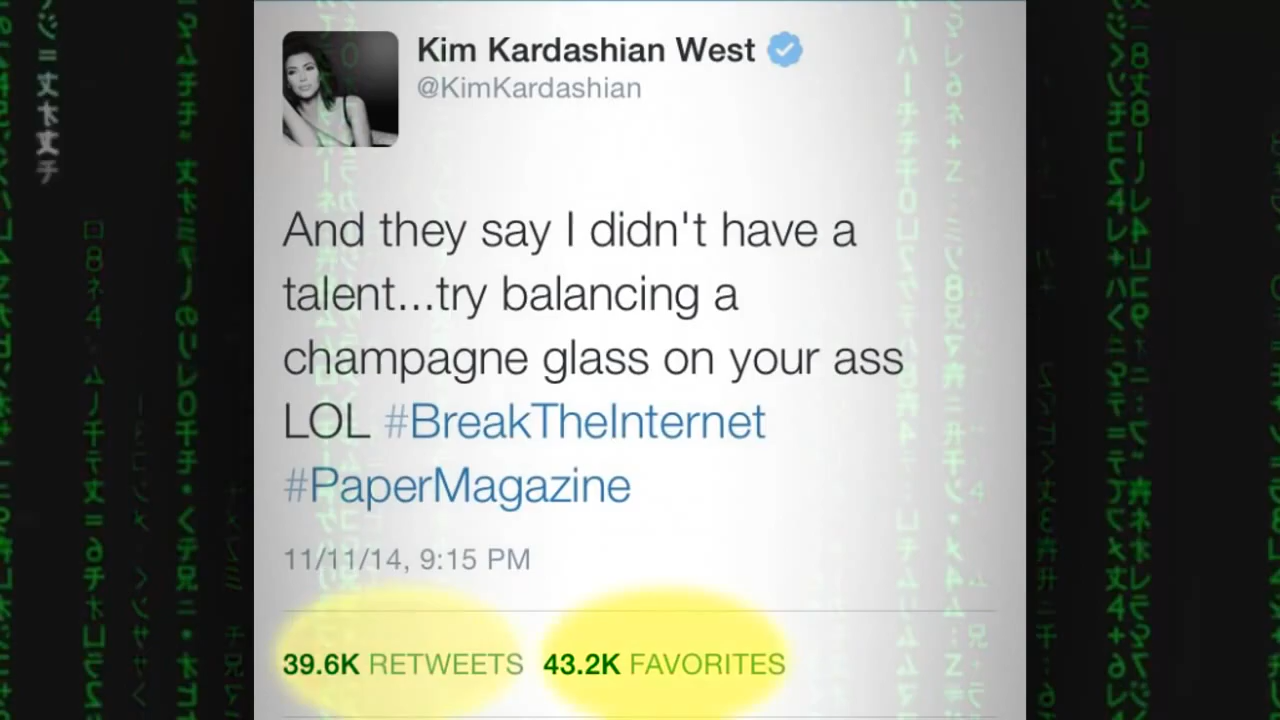 Kim Kardashian West
@KimKardashian
And they say I didn't have a
talent...try balancing a
champagne glass on your ass
LOL #BreakTheInternet
#PaperMagazine
11/11/14, 9:15 PM
39.6K RETWEETS 43.2K FAVORITES